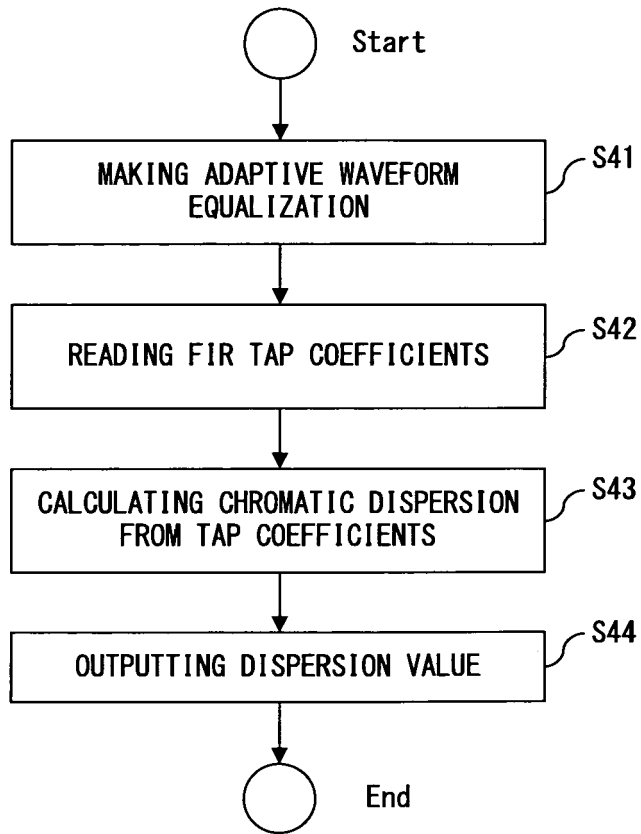 Start
S41
MAKING ADAPTIVE WAVEFORM
EQUALIZATION
S42
READING FIR TAP COEFFICIENTS
S43
CALCULATING CHROMATIC DISPERSION
FROM TAP COEFFICIENTS
S44
OUTPUTTING DISPERSION VALUE
End